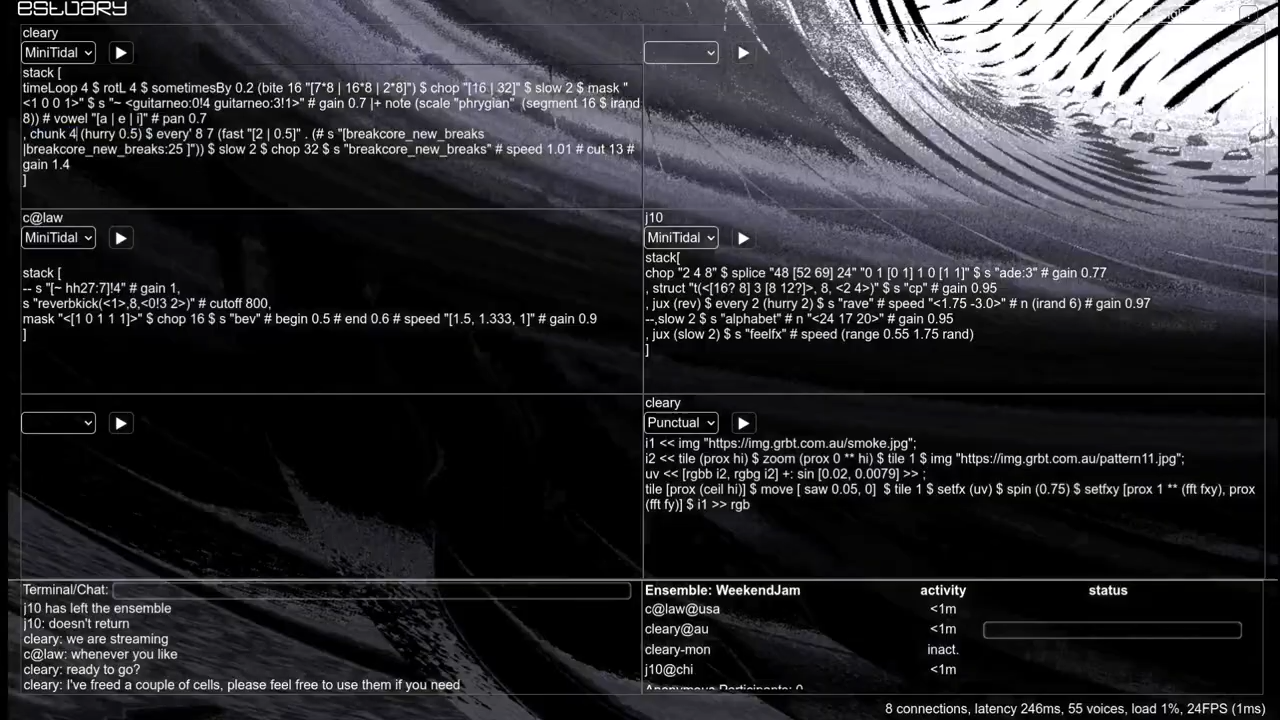 estuary
cleary
MiniTidal
stack [
timeLoop 4 $ rotL 4 $ sometimesBy 0.2 (bite 16 "[7*8 | 16*8 | 2*8]") $ chop "[16 | 32]" $ slow 2 $ mask "
<1 0 0 1>" $ s "~ <guitarneo:0!4 guitarneo:3!1>" # gain 0.7 |+ note (scale "phrygian"  (segment 16 $ irand
8)) # vowel "[a | e | i]" # pan 0.7
, chunk 4 (hurry 0.5) $ every' 8 7 (fast "[2 | 0.5]" . (# s "[breakcore_new_breaks
|breakcore_new_breaks:25 ]")) $ slow 2 $ chop 32 $ s "breakcore_new_breaks" # speed 1.01 # cut 13 #
gain 1.4
]
c@law
MiniTidal
stack [
-- s "[~ hh27:7]!4" # gain 1,
s "reverbkick(<1>,8,<0!3 2>)" # cutoff 800,
mask "<[1 0 1 1 1]>" $ chop 16 $ s "bev" # begin 0.5 # end 0.6 # speed "[1.5, 1.333, 1]" # gain 0.9
]
j10
MiniTidal
stack[
chop "2 4 8" $ splice "48 [52 69] 24" "0 1 [0 1] 1 0 [1 1]" $ s "ade:3" # gain 0.77
, struct "t(<[16? 8] 3 [8 12?]>, 8, <2 4>)" $ s "cp" # gain 0.95
, jux (rev) $ every 2 (hurry 2) $ s "rave" # speed "<1.75 -3.0>" # n (irand 6) # gain 0.97
--,slow 2 $ s "alphabet" # n "<24 17 20>" # gain 0.95
, jux (slow 2) $ s "feelfx" # speed (range 0.55 1.75 rand)
]
cleary
Punctual
i1 << img "https://img.grbt.com.au/smoke.jpg";
i2 << tile (prox hi) $ zoom (prox 0 ** hi) $ tile 1 $ img "https://img.grbt.com.au/pattern11.jpg";
uv << [rgbb i2, rgbg i2] +: sin [0.02, 0.0079] >> ;
tile [prox (ceil hi)] $ move [ saw 0.05, 0]  $ tile 1 $ setfx (uv) $ spin (0.75) $ setfxy [prox 1 ** (fft fxy), prox
(fft fy)] $ i1 >> rgb
Terminal/Chat:
j10 has left the ensemble
j10: doesn't return
cleary: we are streaming
c@law: whenever you like
cleary: ready to go?
cleary: I've freed a couple of cells, please feel free to use them if you need
Ensemble: WeekendJam activity status
c@law@usa <1m
cleary@au <1m
cleary-mon inact.
j10@chi <1m
Anonymous Participants: 0
8 connections, latency 246ms, 55 voices, load 1%, 24FPS (1ms)